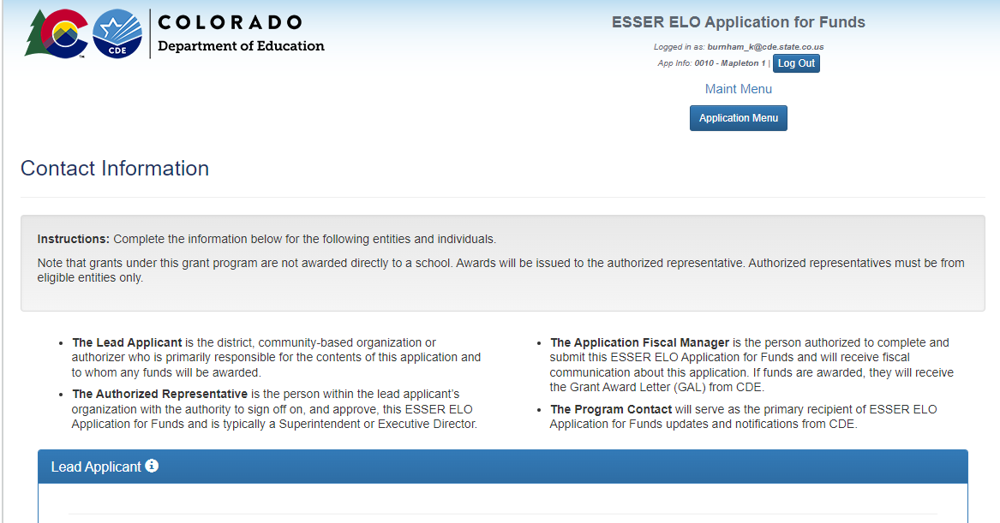 COLORADO
Department of Education
CDE
TM
ESSER ELO Application for Funds
Logged in as: burnham_k@cde.state.co.us
App Info: 0010 - Mapleton 1 | Log Out
Maint Menu
Application Menu
Contact Information
Instructions: Complete the information below for the following entities and individuals.
Note that grants under this grant program are not awarded directly to a school. Awards will be issued to the authorized representative. Authorized representatives must be from
eligible entities only.
• The Lead Applicant is the district, community-based organization or
authorizer who is primarily responsible for the contents of this application and
to whom any funds will be awarded.
• The Authorized Representative is the person within the lead applicant's
organization with the authority to sign off on, and approve, this ESSER ELO
Application for Funds and is typically a Superintendent or Executive Director.
• The Application Fiscal Manager is the person authorized to complete and
submit this ESSER ELO Application for Funds and will receive fiscal
communication about this application. If funds are awarded, they will receive
the Grant Award Letter (GAL) from CDE.
• The Program Contact will serve as the primary recipient of ESSER ELO
Application for Funds updates and notifications from CDE.
Lead Applicant